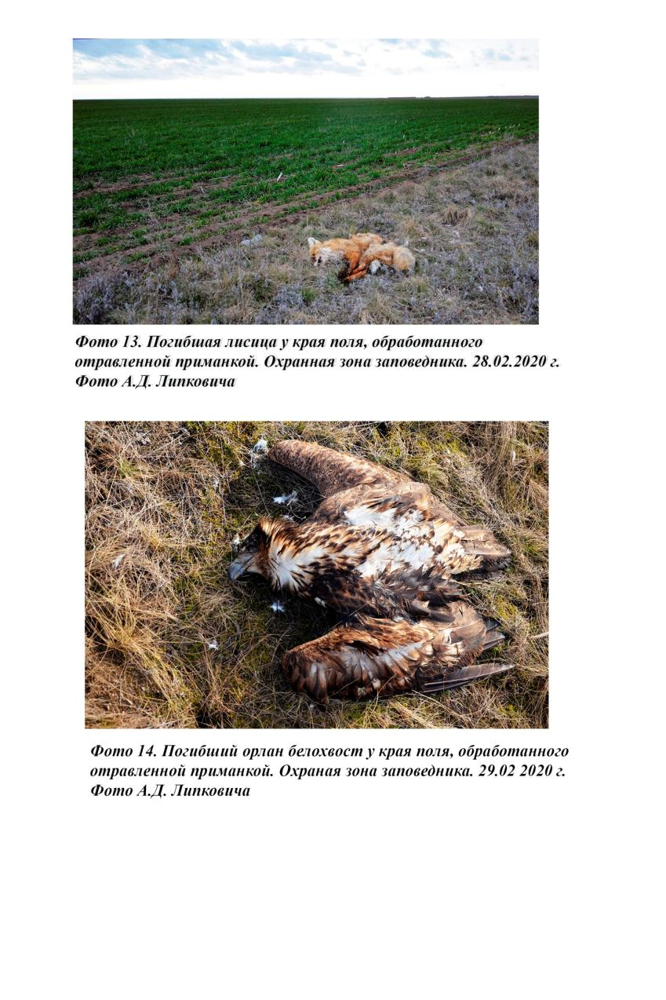 Фото 13. Погибшая лисица у края поля, обработанного
отравленной приманкой. Охранная зона заповедника. 28.02.2020 г.
Фото А.Д. Липковича
Фото 14. Погибший орлан белохвост у края поля, обработанного
отравленной приманкой. Охраная зона заповедника. 29.02 2020 г.
Фото А.Д. Липковича